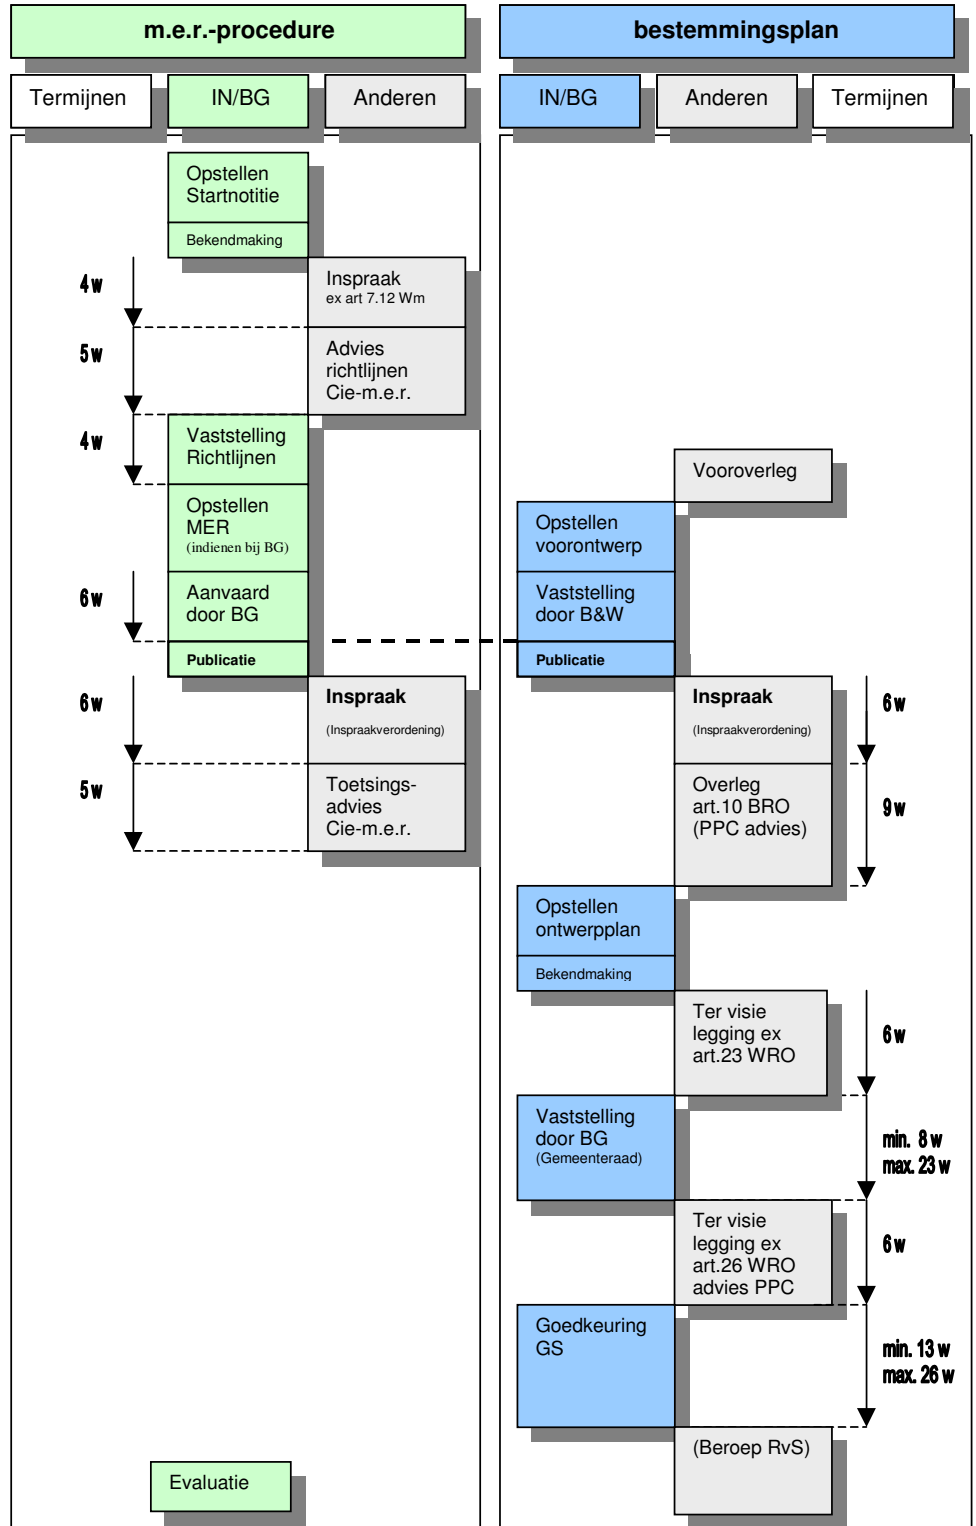 m.e.r.-procedure
bestemmingsplan
Termijnen
IN/BG
Anderen
IN/BG
Anderen
Termijnen
Opstellen
Startnotitie
Bekendmaking
4 w
Inspraak
ex art 7.12 Wm
5 w
Advies
richtlijnen
Cie-m.e.r.
4 w
Vaststelling
Richtlijnen
Opstellen
MER
(indienen bij BG)
6 w
Aanvaard
door BG
Publicatie
6 w
Inspraak
(Inspraakverordening)
5 w
Toetsings-
advies
Cie-m.e.r.
Evaluatie
Vooroverleg
Opstellen
voorontwerp
Vaststelling
door B&W
Publicatie
Inspraak
(Inspraakverordening)
6 w
Overleg
art.10 BRO
(PPC advies)
9 w
Opstellen
ontwerpplan
Bekendmaking
Ter visie
legging ex
art.23 WRO
6 w
Vaststelling
door BG
(Gemeenteraad)
min. 8 w
max. 23 w
Ter visie
legging ex
art.26 WRO
advies PPC
6 w
Goedkeuring
GS
min. 13 w
max. 26 w
(Beroep RvS)